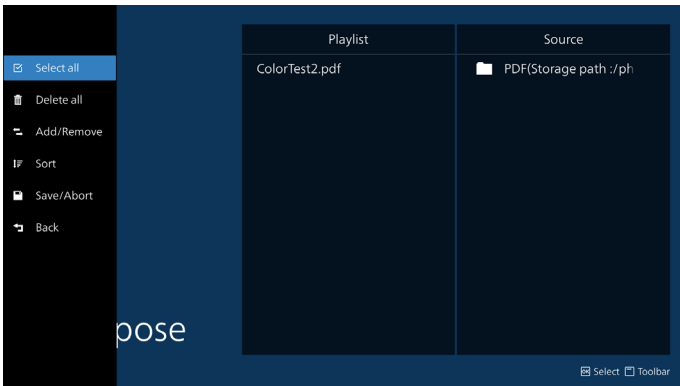 Playlist
Source
Select all
ColorTest2.pdf
PDF(Storage path :/ph
Delete all
Add/Remove
Sort
Save/Abort
Back
pose
OK Select Toolbar